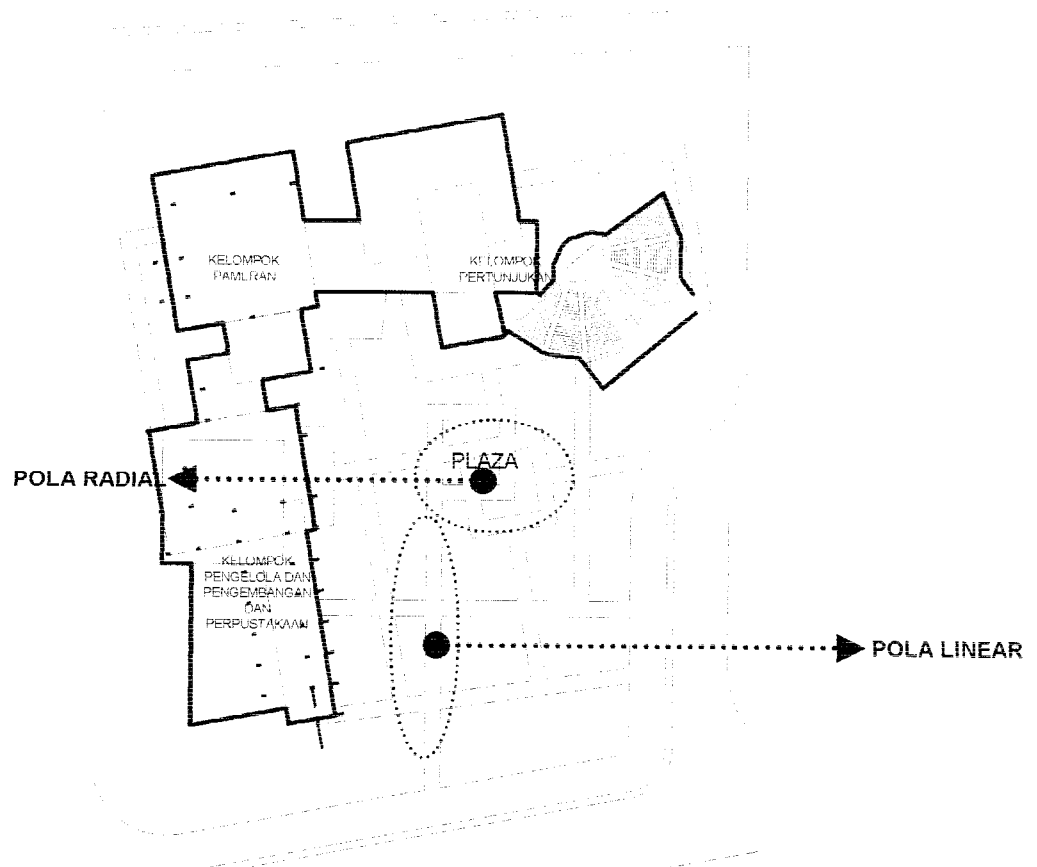 KELOMPOK
PAMERAN
KELOMPOK
PERTUNJUKAN
PLAZA
POLA RADIAL
KELOMPOK
PENGELOLA DAN
PENGEMBANGAN
DAN
PERPUSTAKAAN
POLA LINEAR